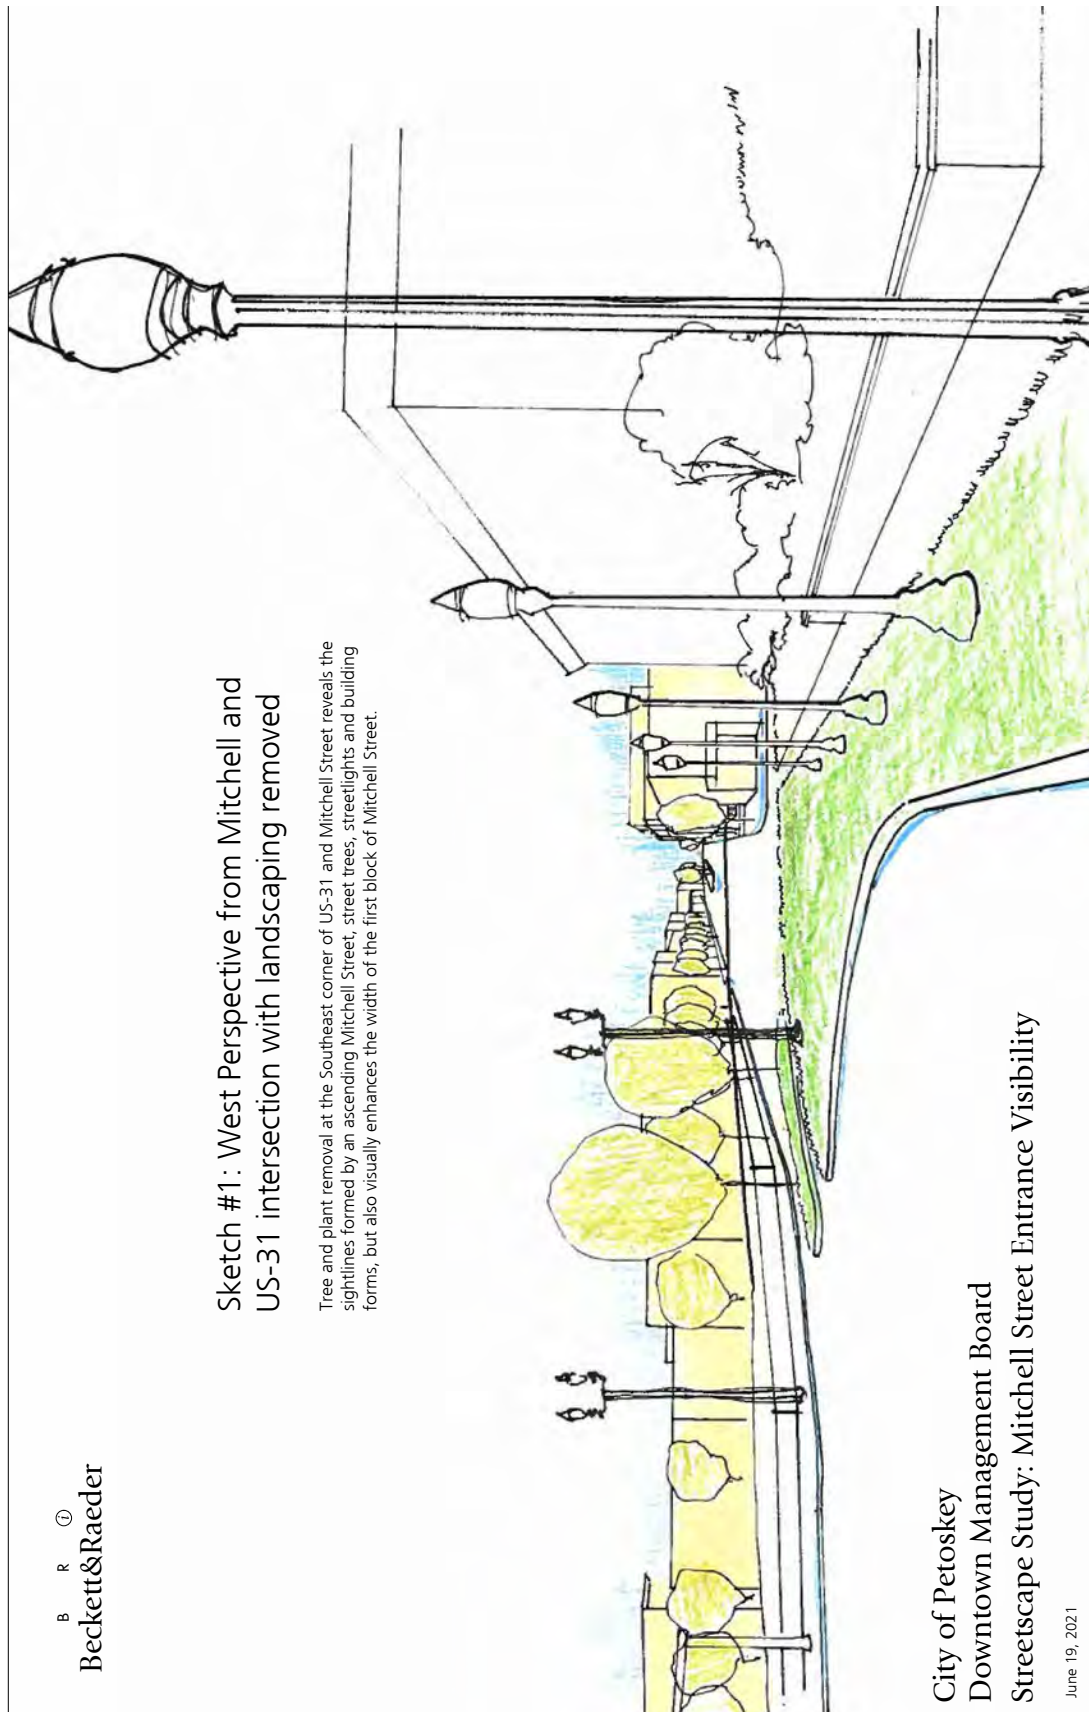 B R i
Beckett&Raeder
Sketch #1: West Perspective from Mitchell and
US-31 intersection with landscaping removed
Tree and plant removal at the Southeast corner of US-31 and Mitchell Street reveals the
sightlines formed by an ascending Mitchell Street, street trees, streetlights and building
forms, but also visually enhances the width of the first block of Mitchell Street.
City of Petoskey
Downtown Management Board
Streetscape Study: Mitchell Street Entrance Visibility
June 19, 2021